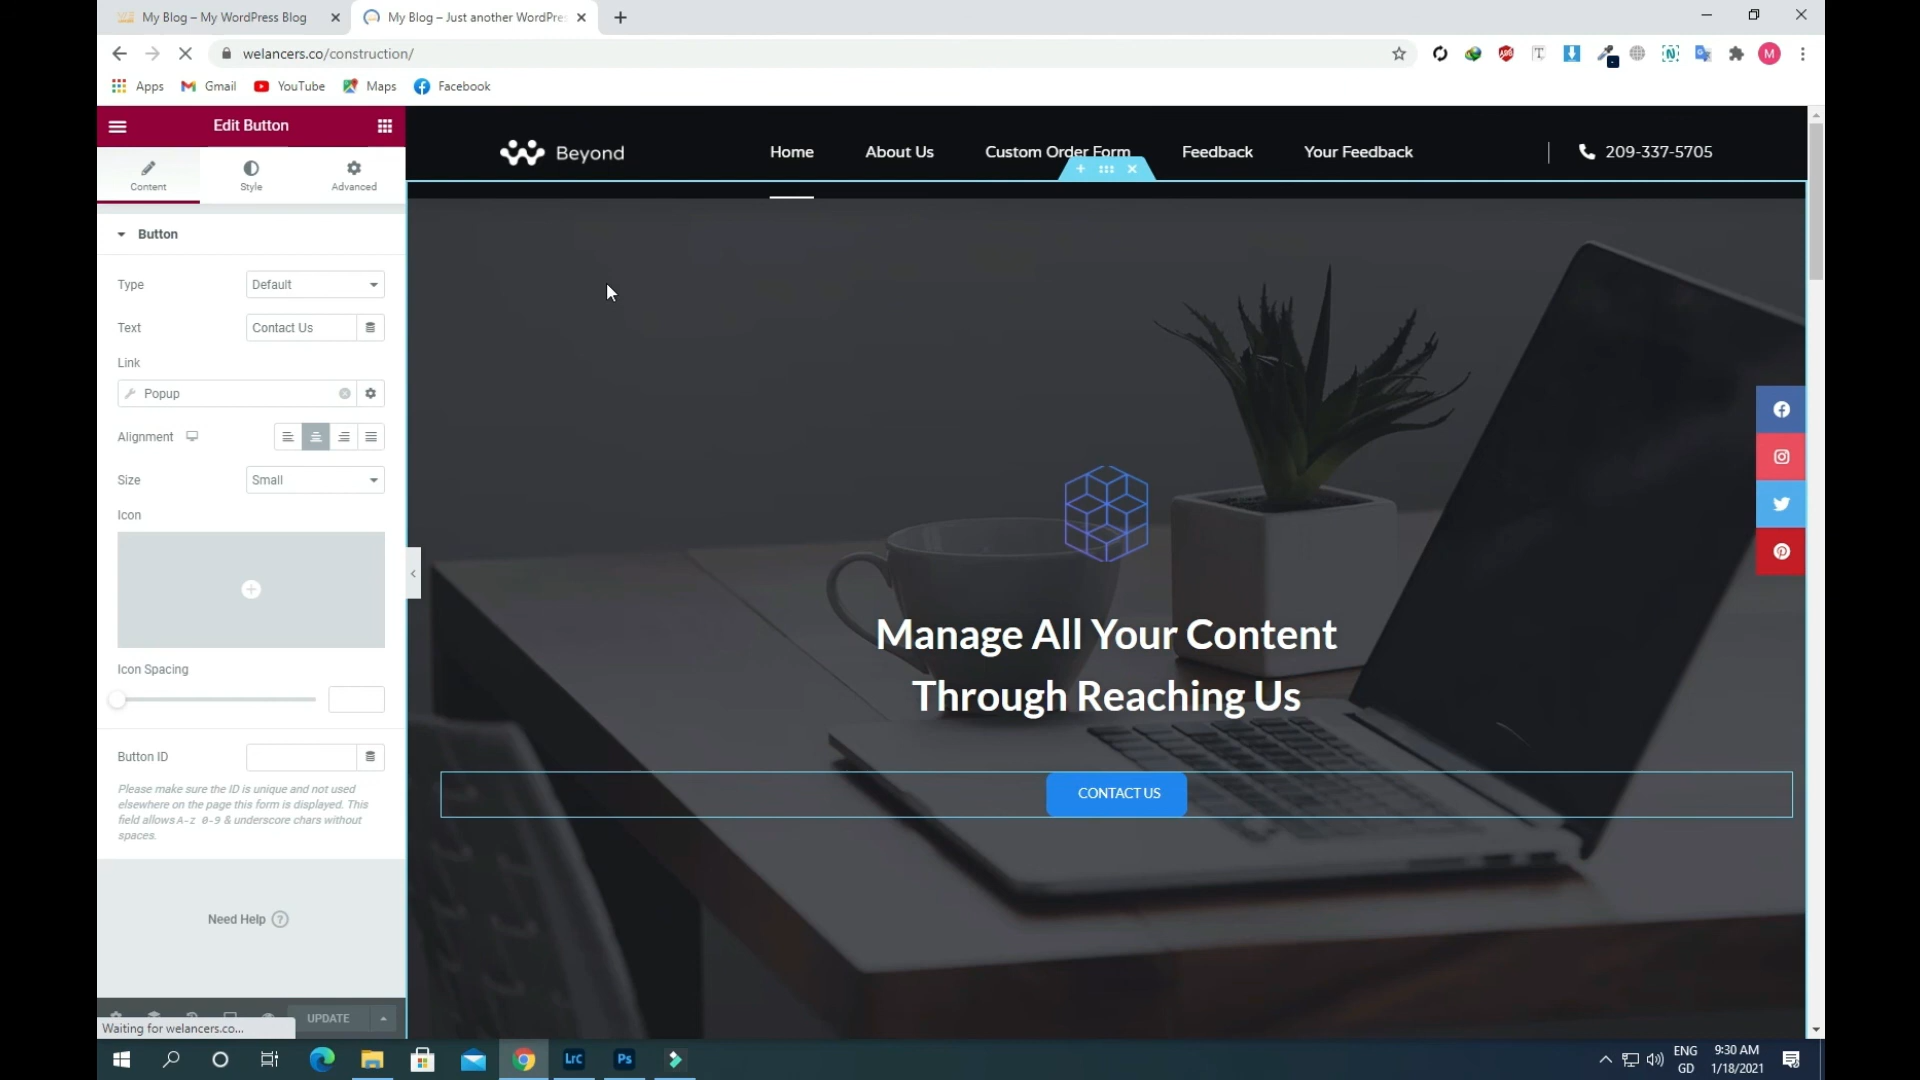 My Blog – My WordPress Blog
My Blog – Just another WordPres
welancers.co/construction/
M
Apps
Gmail
YouTube
Maps
Facebook
Edit Button
Content
Style
Advanced
Beyond
Home
About Us
Custom Order Form
Feedback
Your Feedback
209-337-5705
Button
Type
Default
Text
Contact Us
Link
Popup
Alignment
Size
Small
Icon
Icon Spacing
Button ID
Please make sure the ID is unique and not used
elsewhere on the page this form is displayed. This
field allows A-z 0-9 & underscore chars without
spaces.
Need Help ?
UPDATE
Waiting for welancers.co...
Manage All Your Content
Through Reaching Us
CONTACT US
LrC
Ps
ENG
GD
9:30 AM
1/18/2021